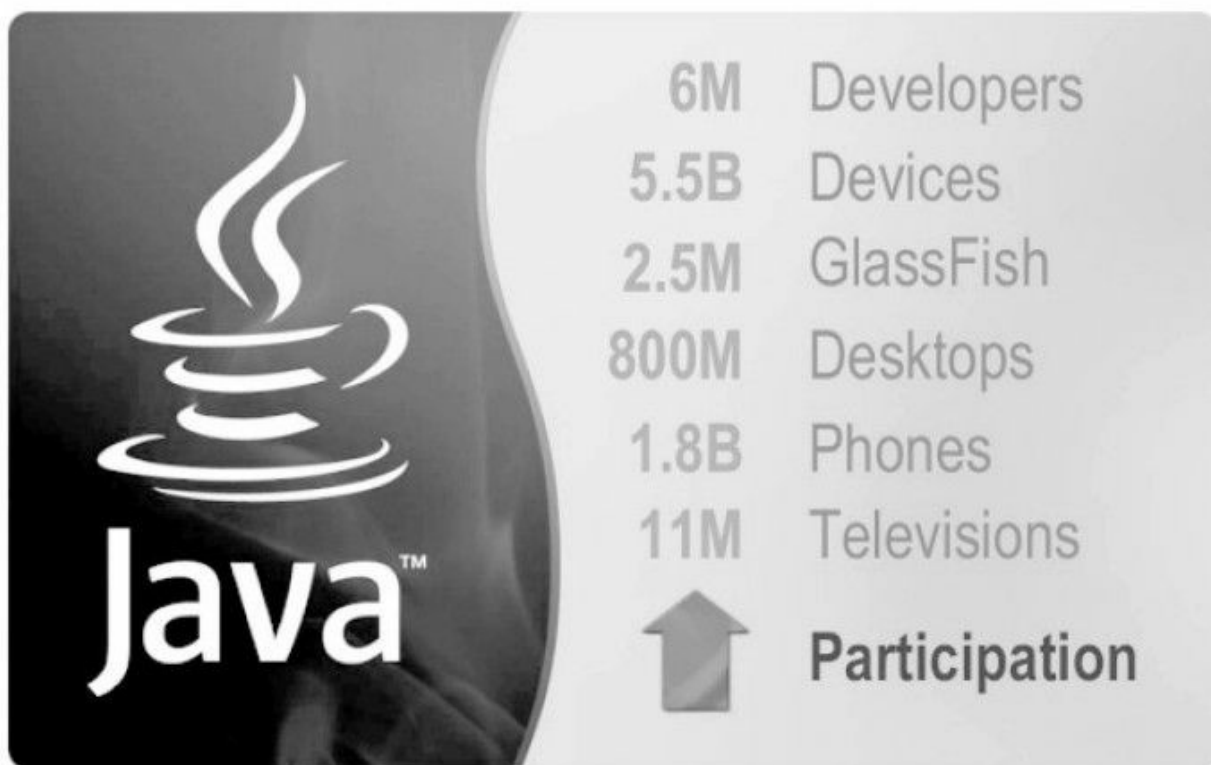 6M Developers
5.5B Devices
2.5M GlassFish
800M Desktops
1.8B Phones
11M Televisions
Participation
Java™